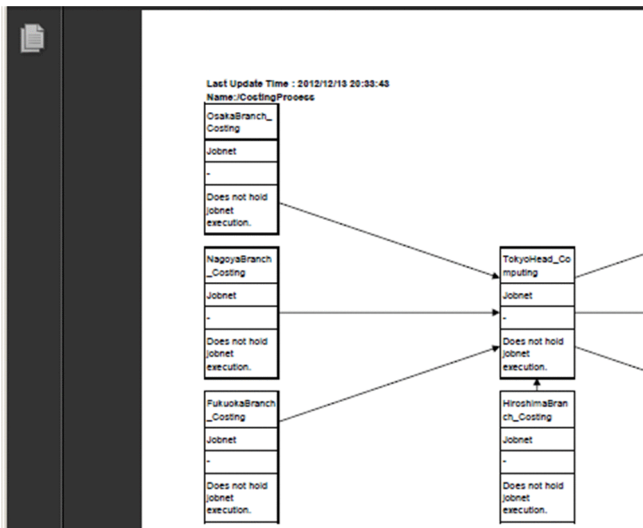 Last Update Time : 2012/12/13 20:33:43
Name:/CostingProcess
OsakaBranch_
Costing
Jobnet
-
Does not hold
jobnet
execution.
NagoyaBranch
_Costing
Jobnet
-
Does not hold
jobnet
execution.
TokyoHead_Co
mputing
Jobnet
-
Does not hold
jobnet
execution.
FukuokaBranch
_Costing
Jobnet
-
Does not hold
jobnet
execution.
HiroshimaBran
ch_Costing
Jobnet
-
Does not hold
jobnet
execution.